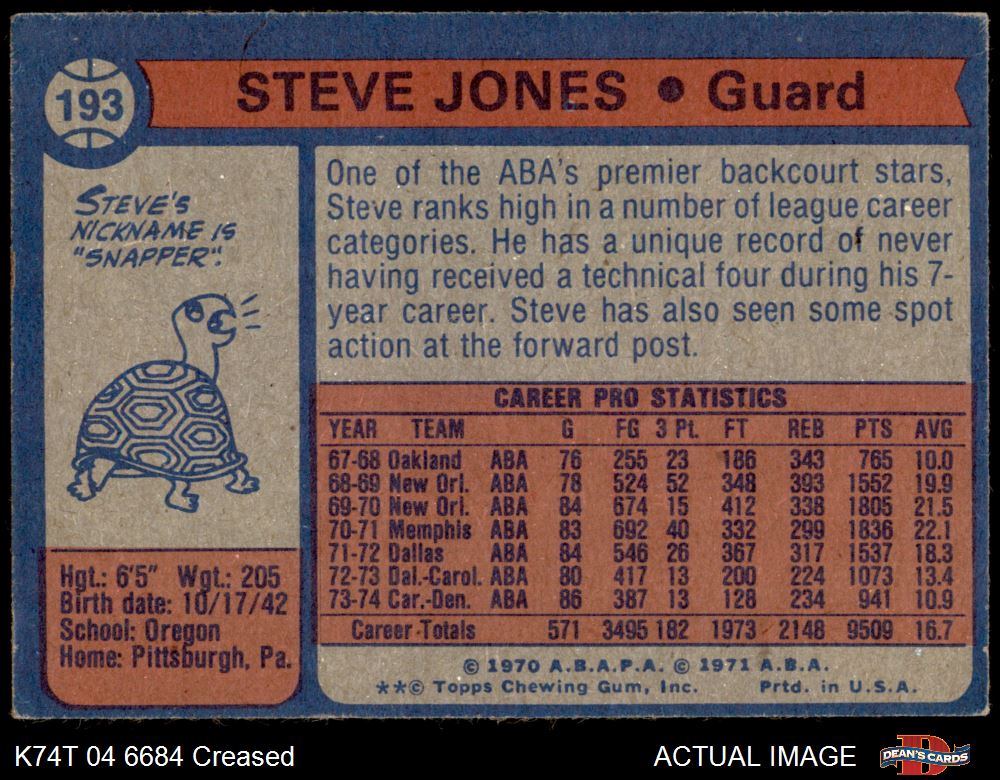 193
STEVE JONES • Guard
STEVE'S
NICKNAME IS
"SNAPPER".
One of the ABA's premier backcourt stars,
Steve ranks high in a number of league career
categories. He has a unique record of never
having received a technical four during his 7-
year career. Steve has also seen some spot
action at the forward post.
Hgt.: 6'5" Wgt.: 205
Birth date: 10/17/42
School: Oregon
Home: Pittsburgh, Pa.
CAREER PRO STATISTICS
YEAR TEAM G FG 3 Pt. FT REB PTS AVG
67-68 Oakland ABA 76 255 23 186 343 765 10.0
68-69 New Orl. ABA 78 524 52 348 393 1552 19.9
69-70 New Orl. ABA 84 674 15 412 338 1805 21.5
70-71 Memphis ABA 83 692 40 332 299 1836 22.1
71-72 Dallas ABA 84 546 26 367 317 1537 18.3
72-73 Dal.-Carol. ABA 80 417 13 200 224 1073 13.4
73-74 Car.-Den. ABA 86 387 13 128 234 941 10.9
Career Totals 571 3495 182 1973 2148 9509 16.7
© 1970 A.B.A.P.A. © 1971 A.B.A.
**© Topps Chewing Gum, Inc. Prtd. in U.S.A.
K74T 04 6684 Creased
ACTUAL IMAGE
D
DEAN'S CARDS